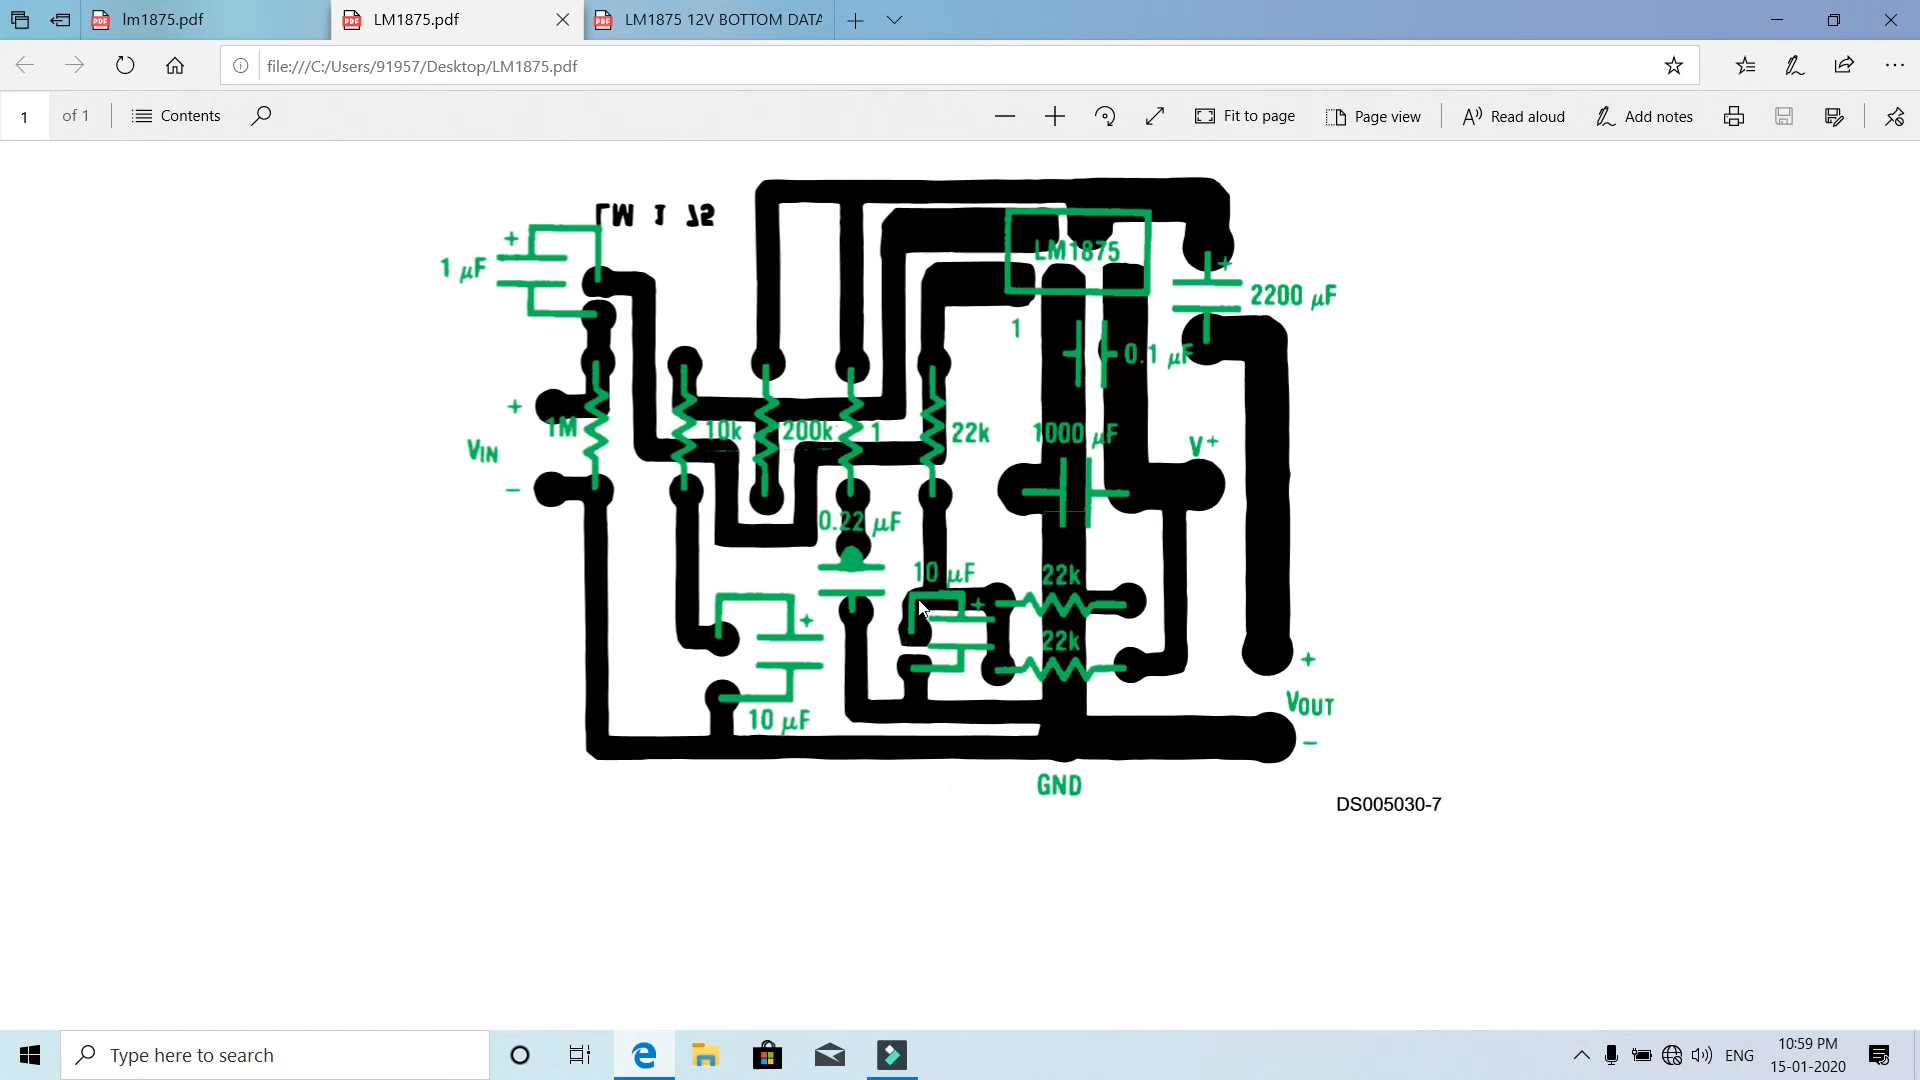 lm1875.pdf
LM1875.pdf
LM1875 12V BOTTOM DATA
file:///C:/Users/91957/Desktop/LM1875.pdf
1 of 1
Contents
Fit to page
Page view
Read aloud
Add notes
LM 1 75
+
1 µF
LM1875
+
2200 µF
1
0.1 µF
+
1M
10k
200k
1
22k
1000 µF
V+
VIN
–
0.22 µF
10 µF
22k
+
+
22k
+
10 µF
VOUT
–
GND
DS005030-7
Type here to search
ENG
10:59 PM
15-01-2020